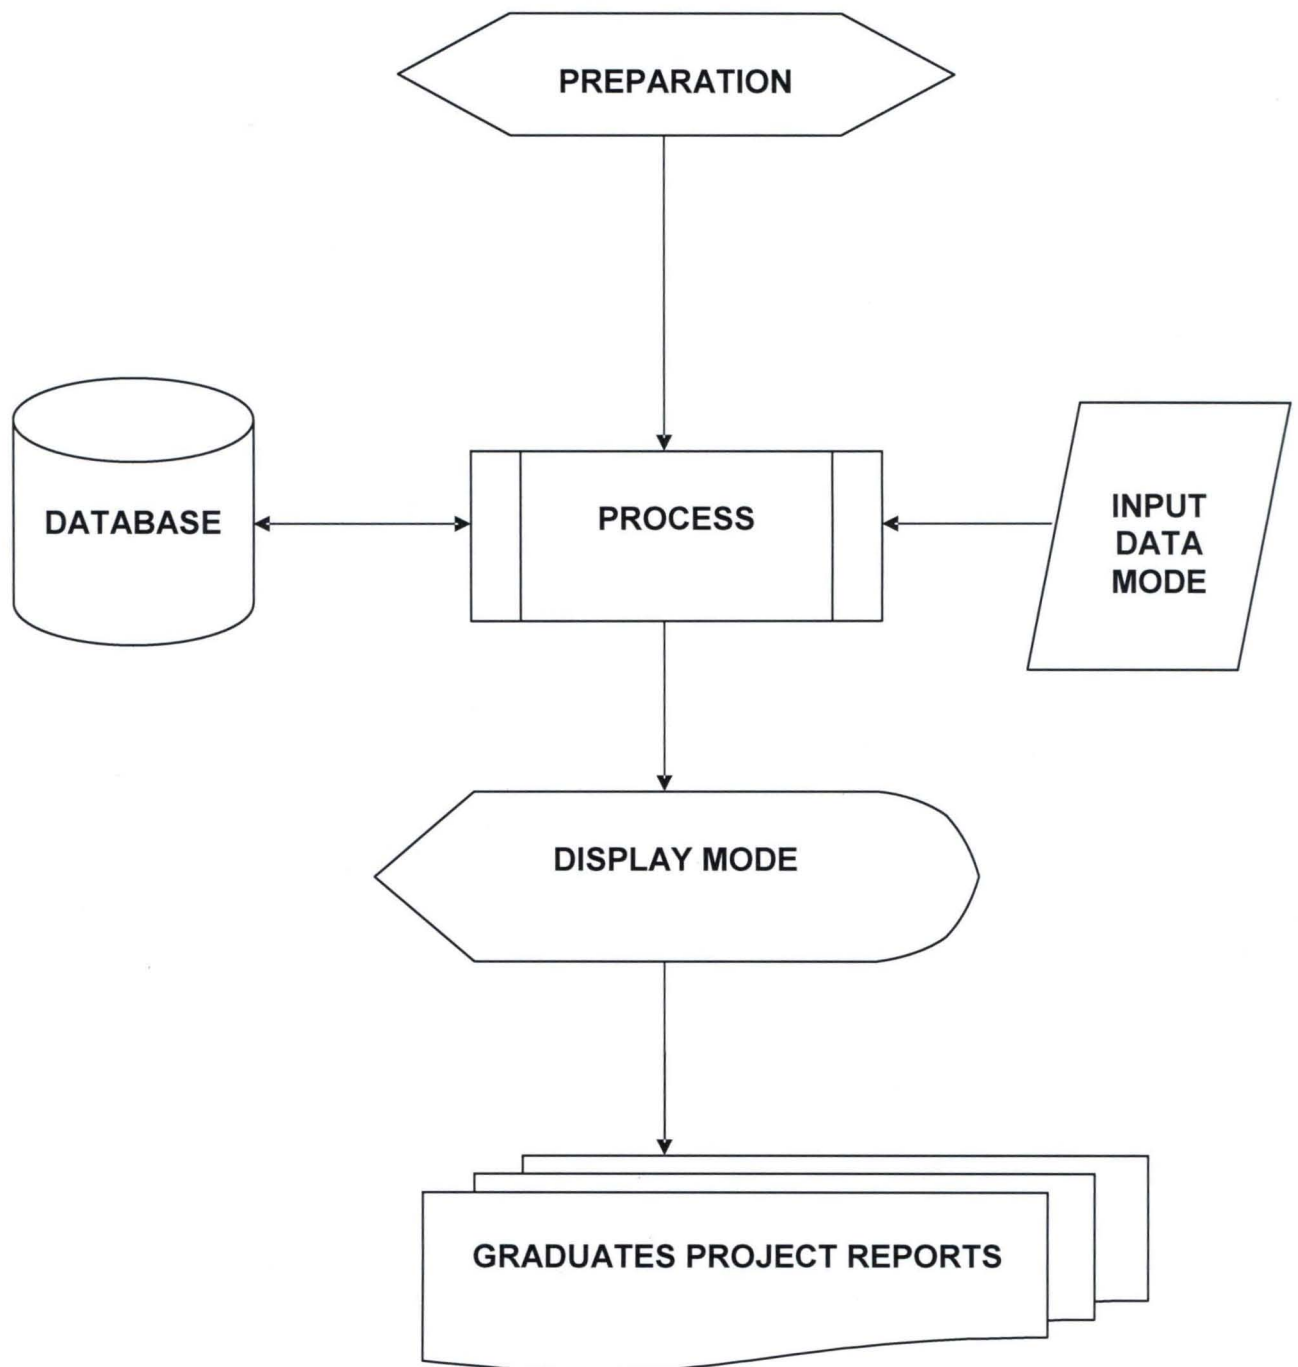 PREPARATION
DATABASE
PROCESS
INPUT
DATA
MODE
DISPLAY MODE
GRADUATES PROJECT REPORTS